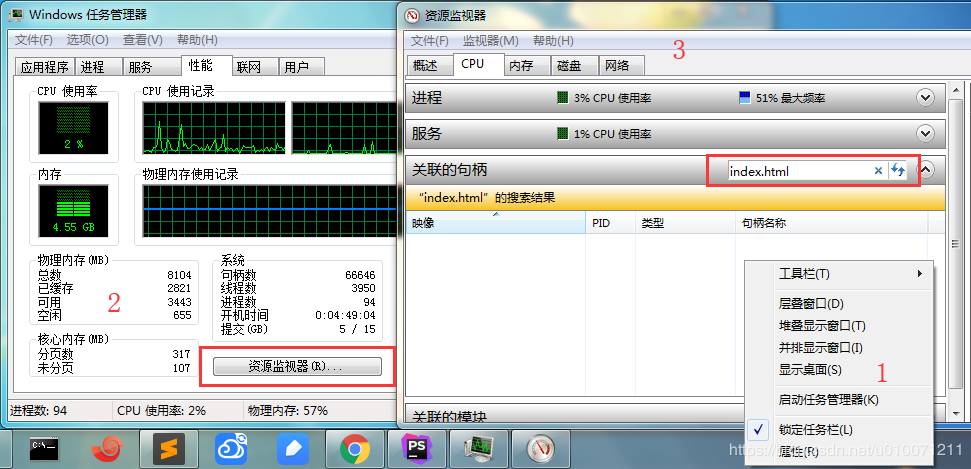 Windows 任务管理器
文件(F) 选项(O) 查看(V) 帮助(H)
应用程序 进程 服务 性能 联网 用户
CPU 使用率
CPU 使用记录
2 %
内存
物理内存使用记录
4.55 GB
物理内存(MB)
总数 8104
已缓存 2821
可用 3443
空闲 655
2
系统
句柄数 66646
线程数 3950
进程数 94
开机时间 0:04:49:04
提交(GB) 5 / 15
核心内存(MB)
分页数 317
未分页 107
资源监视器(R)...
进程数: 94 CPU 使用率: 2% 物理内存: 57%
资源监视器
文件(F) 监视器(M) 帮助(H)
3
概述 CPU 内存 磁盘 网络
进程 3% CPU 使用率 51% 最大频率
服务 1% CPU 使用率
关联的句柄 index.html
“index.html”的搜索结果
映像 PID 类型 句柄名称
工具栏(T)
层叠窗口(D)
堆叠显示窗口(T)
并排显示窗口(I)
显示桌面(S)
1
启动任务管理器(K)
锁定任务栏(L)
属性(R)
关联的模块
C:\_
PS
https://blog.csdn.net/u010071211